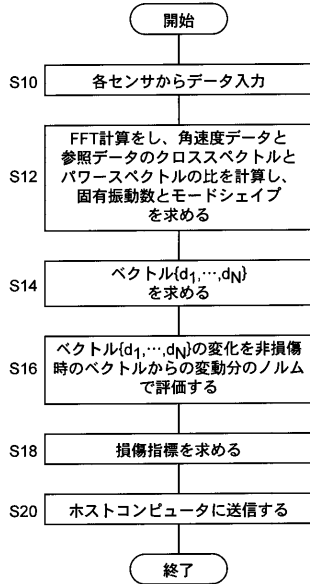 開始
S10
各センサからデータ入力
S12
FFT計算をし、角速度データと
参照データのクロススペクトルと
パワースペクトルの比を計算し、
固有振動数とモードシェイプ
を求める
S14
ベクトル{d1,…,dN}
を求める
S16
ベクトル{d1,…,dN}の変化を非損傷
時のベクトルからの変動分のノルム
で評価する
S18
損傷指標を求める
S20
ホストコンピュータに送信する
終了